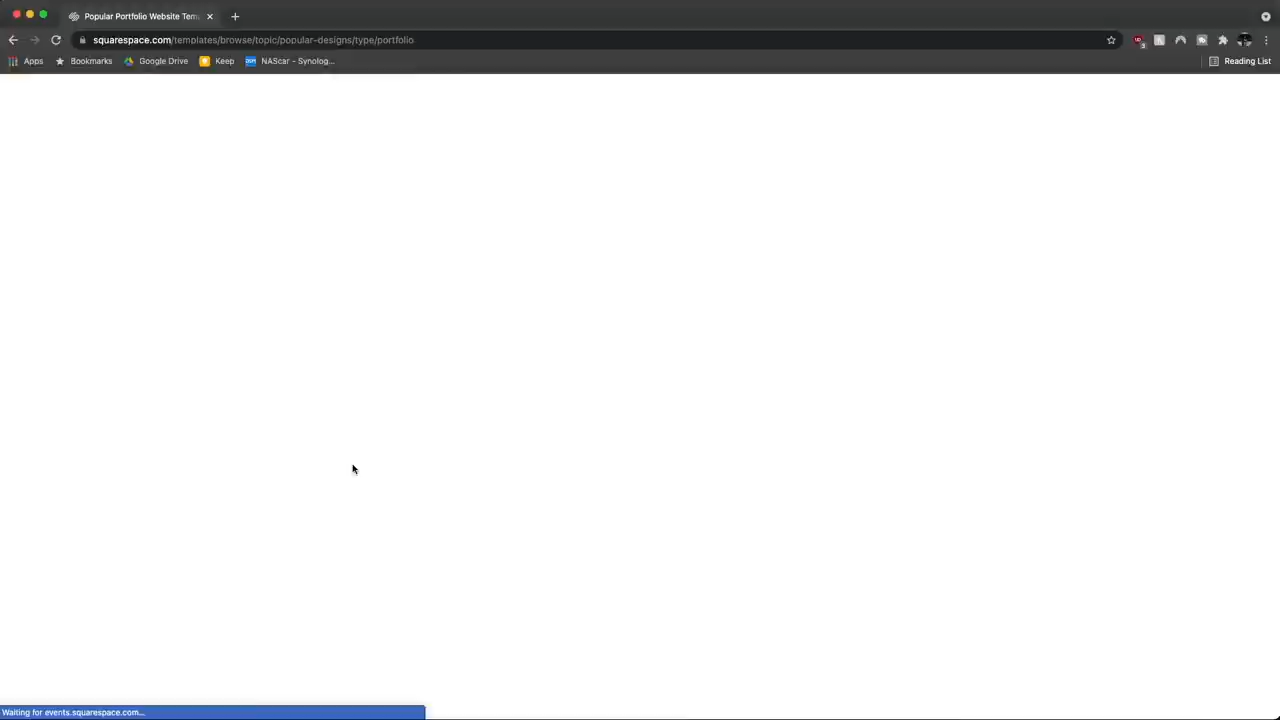 Popular Portfolio Website Tem
squarespace.com/templates/browse/topic/popular-designs/type/portfolio
Apps Bookmarks Google Drive Keep NAScar - Synolog... Reading List
Waiting for events.squarespace.com...